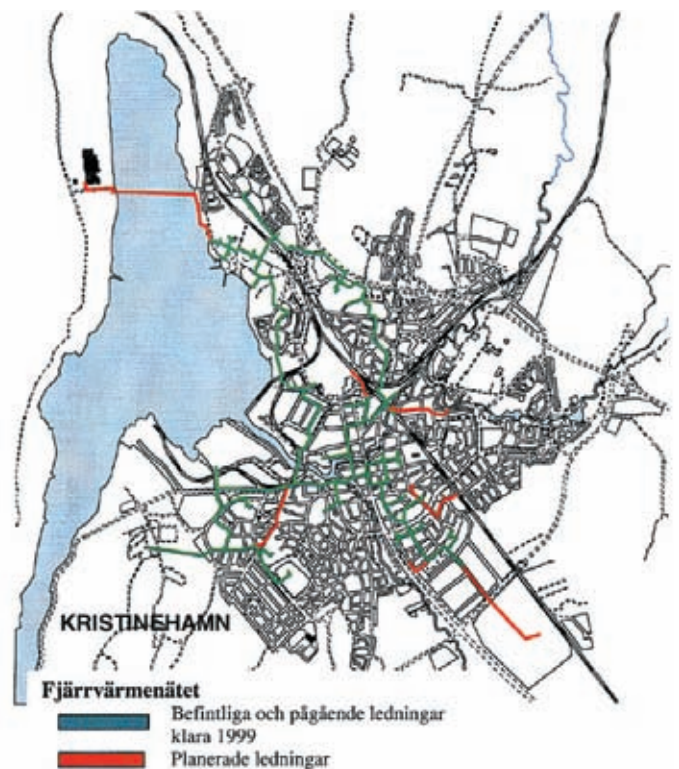 KRISTINEHAMN
Fjärrvärmenätet
Befintliga och pågående ledningar
klara 1999
Planerade ledningar